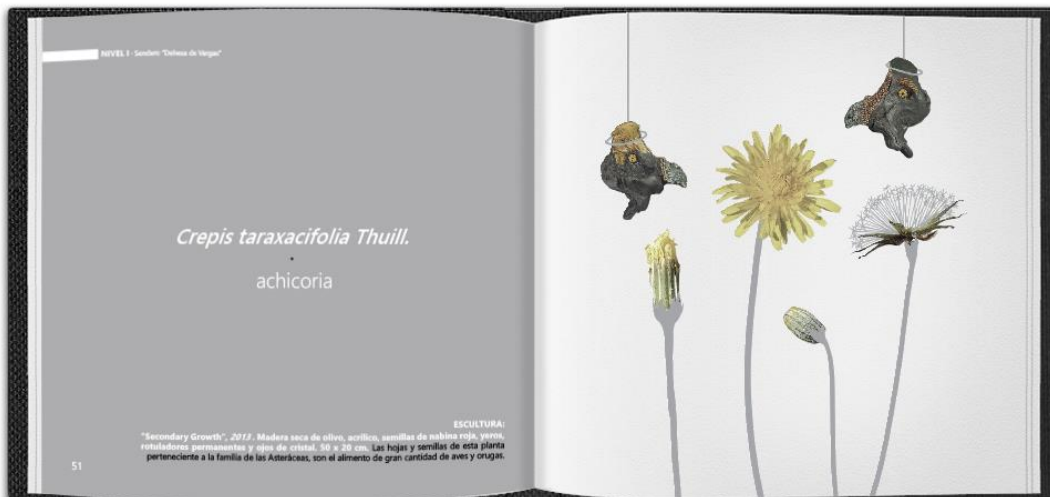 NIVEL I - Sendero "Dehesa de Vargas"
Crepis taraxacifolia Thuill.
•
achicoria
ESCULTURA:
"Secondary Growth", 2013. Madera seca de olivo, acrílico, semillas de nabina roja, yeros,
rotuladores permanentes y ojos de cristal. 50 x 20 cm. Las hojas y semillas de esta planta
perteneciente a la familia de las Asteráceas, son el alimento de gran cantidad de aves y orugas.
51